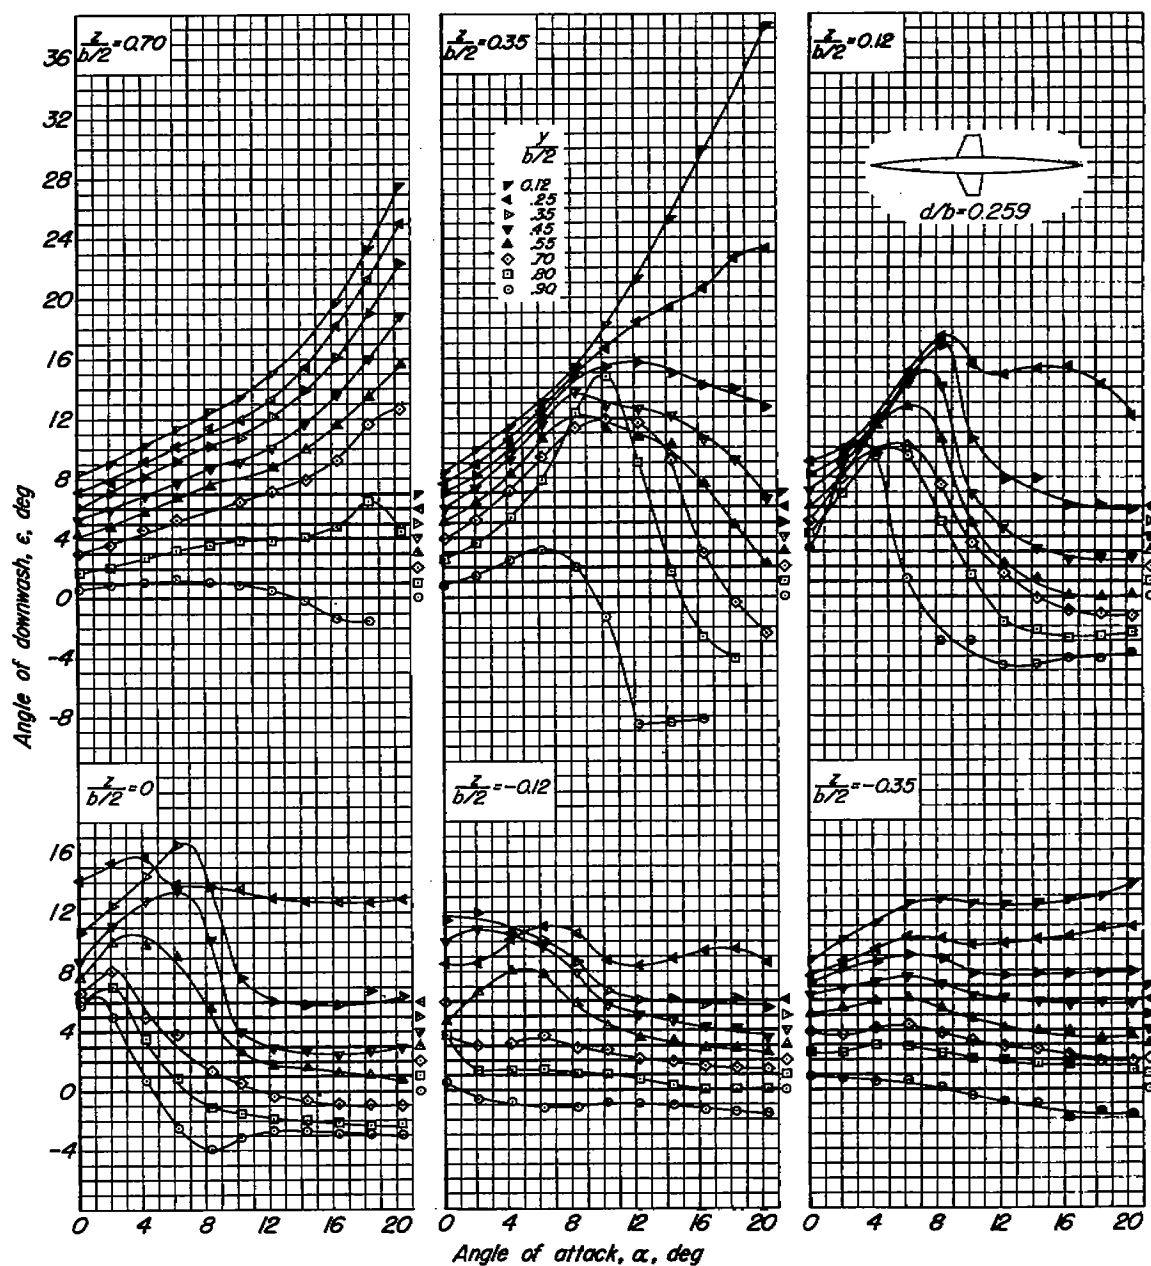 z/b/2 = 0.70
z/b/2 = 0.35
z/b/2 = 0.12
36
32
28
24
20
16
12
8
4
0
-4
-8
y/b/2
0.12
.25
.35
.45
.55
.70
.80
.90
d/b=0.259
Angle of downwash, ε, deg
z/b/2 = 0
z/b/2 = -0.12
z/b/2 = -0.35
16
12
8
4
0
-4
0 4 8 12 16 20
0 4 8 12 16 20
0 4 8 12 16 20
Angle of attack, α, deg